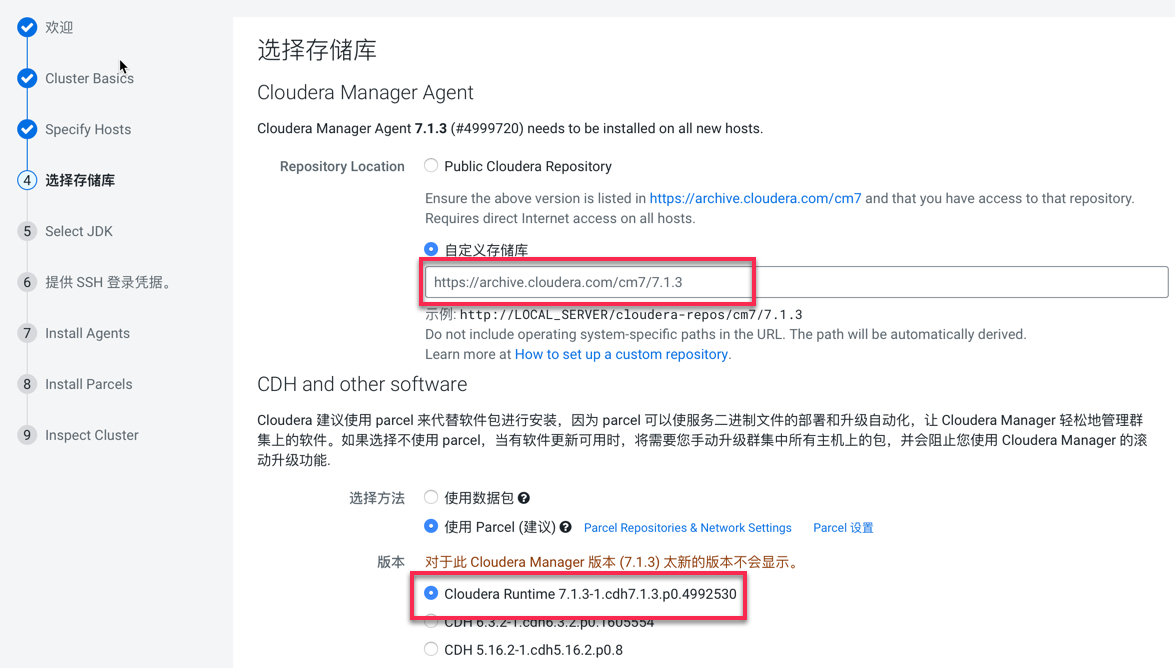 欢迎
Cluster Basics
Specify Hosts
4 选择存储库
5 Select JDK
6 提供 SSH 登录凭据。
7 Install Agents
8 Install Parcels
9 Inspect Cluster
选择存储库
Cloudera Manager Agent
Cloudera Manager Agent 7.1.3 (#4999720) needs to be installed on all new hosts.
Repository Location Public Cloudera Repository
Ensure the above version is listed in https://archive.cloudera.com/cm7 and that you have access to that repository.
Requires direct Internet access on all hosts.
自定义存储库
https://archive.cloudera.com/cm7/7.1.3
示例: http://LOCAL_SERVER/cloudera-repos/cm7/7.1.3
Do not include operating system-specific paths in the URL. The path will be automatically derived.
Learn more at How to set up a custom repository.
CDH and other software
Cloudera 建议使用 parcel 来代替软件包进行安装，因为 parcel 可以使服务二进制文件的部署和升级自动化，让 Cloudera Manager 轻松地管理群
集上的软件。如果选择不使用 parcel，当有软件更新可用时，将需要您手动升级群集中所有主机上的包，并会阻止您使用 Cloudera Manager 的滚
动升级功能.
选择方法 使用数据包 ?
使用 Parcel (建议) ? Parcel Repositories & Network Settings Parcel 设置
版本 对于此 Cloudera Manager 版本 (7.1.3) 太新的版本不会显示。
Cloudera Runtime 7.1.3-1.cdh7.1.3.p0.4992530
CDH 6.3.2-1.cdh6.3.2.p0.1605554
CDH 5.16.2-1.cdh5.16.2.p0.8